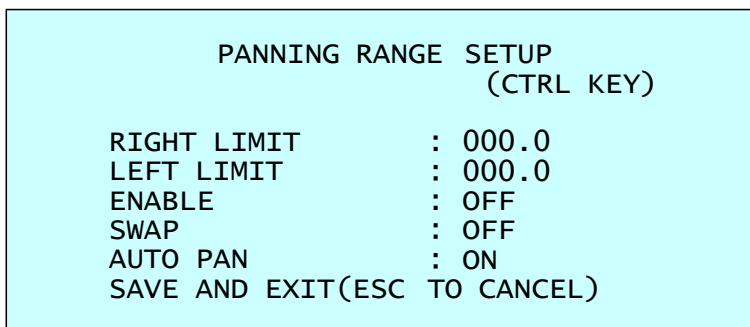 PANNING RANGE SETUP
(CTRL KEY)
RIGHT LIMIT : 000.0
LEFT LIMIT : 000.0
ENABLE : OFF
SWAP : OFF
AUTO PAN : ON
SAVE AND EXIT(ESC TO CANCEL)